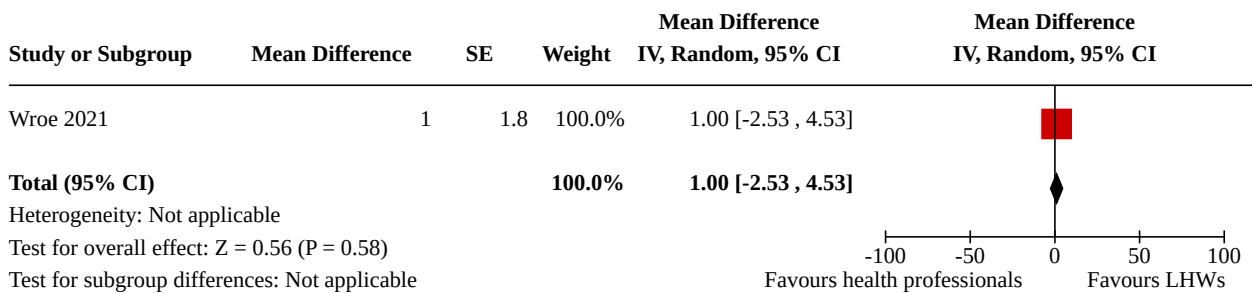 Mean Difference Mean Difference
Study or Subgroup Mean Difference SE Weight IV, Random, 95% CI IV, Random, 95% CI
Wroe 2021 1 1.8 100.0% 1.00 [-2.53 , 4.53]
Total (95% CI) 100.0% 1.00 [-2.53 , 4.53]
Heterogeneity: Not applicable
Test for overall effect: Z = 0.56 (P = 0.58) -100 -50 0 50 100
Test for subgroup differences: Not applicable Favours health professionals Favours LHWs